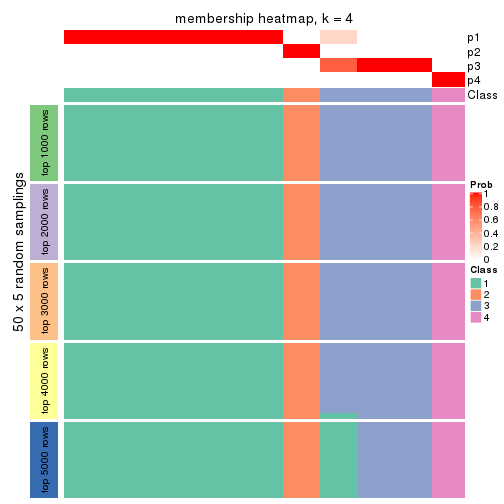 membership heatmap, k = 4
p1
p2
p3
p4
Class
50 x 5 random samplings
top 1000 rows
top 2000 rows
top 3000 rows
top 4000 rows
top 5000 rows
Prob
1
0.8
0.6
0.4
0.2
0
Class
1
2
3
4